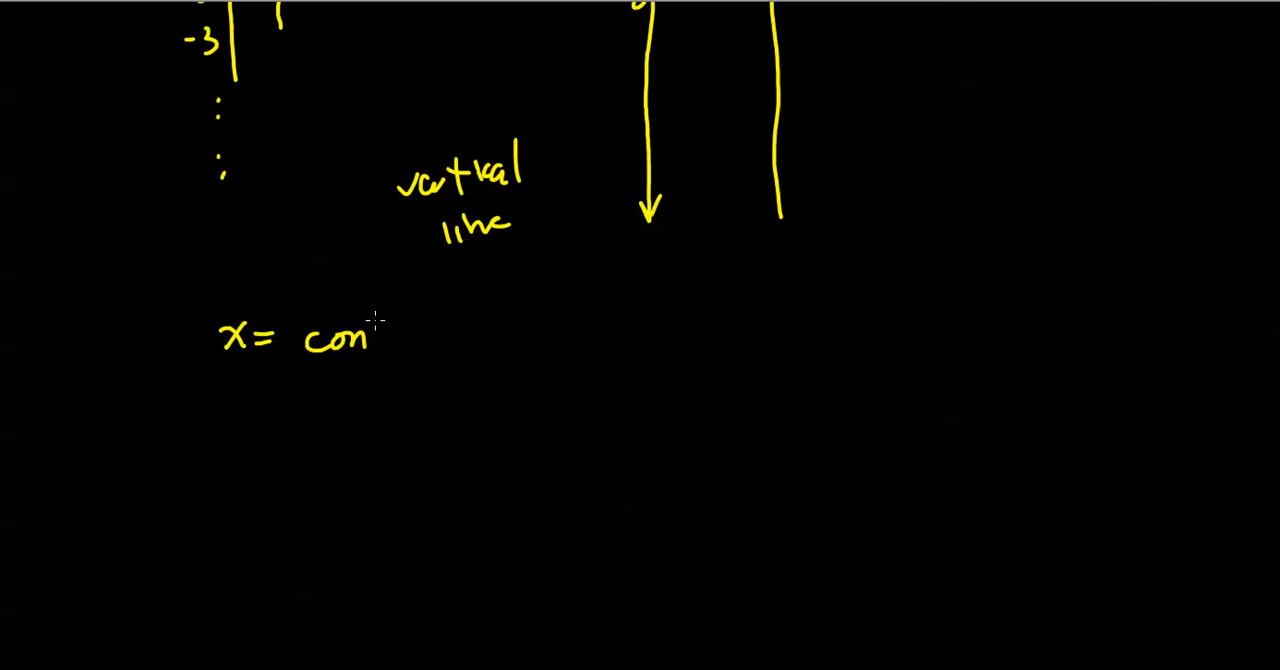 -3
vertical
line
x= con